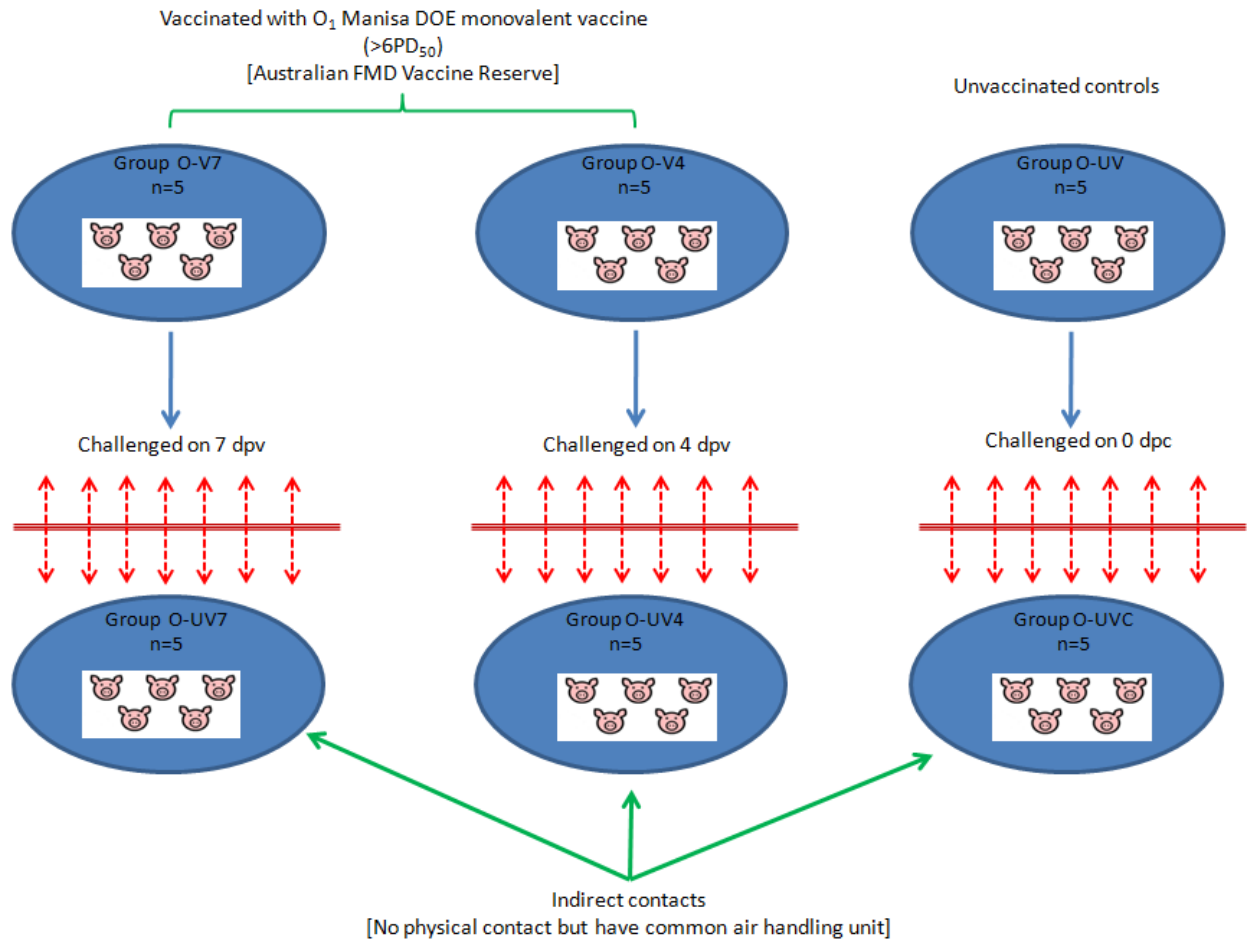 Vaccinated with O₁ Manisa DOE monovalent vaccine
(>6PD₅₀)
[Australian FMD Vaccine Reserve]
Unvaccinated controls
Group O-V7
n=5
Group O-V4
n=5
Group O-UV
n=5
Challenged on 7 dpv
Challenged on 4 dpv
Challenged on 0 dpc
Group O-UV7
n=5
Group O-UV4
n=5
Group O-UVC
n=5
Indirect contacts
[No physical contact but have common air handling unit]